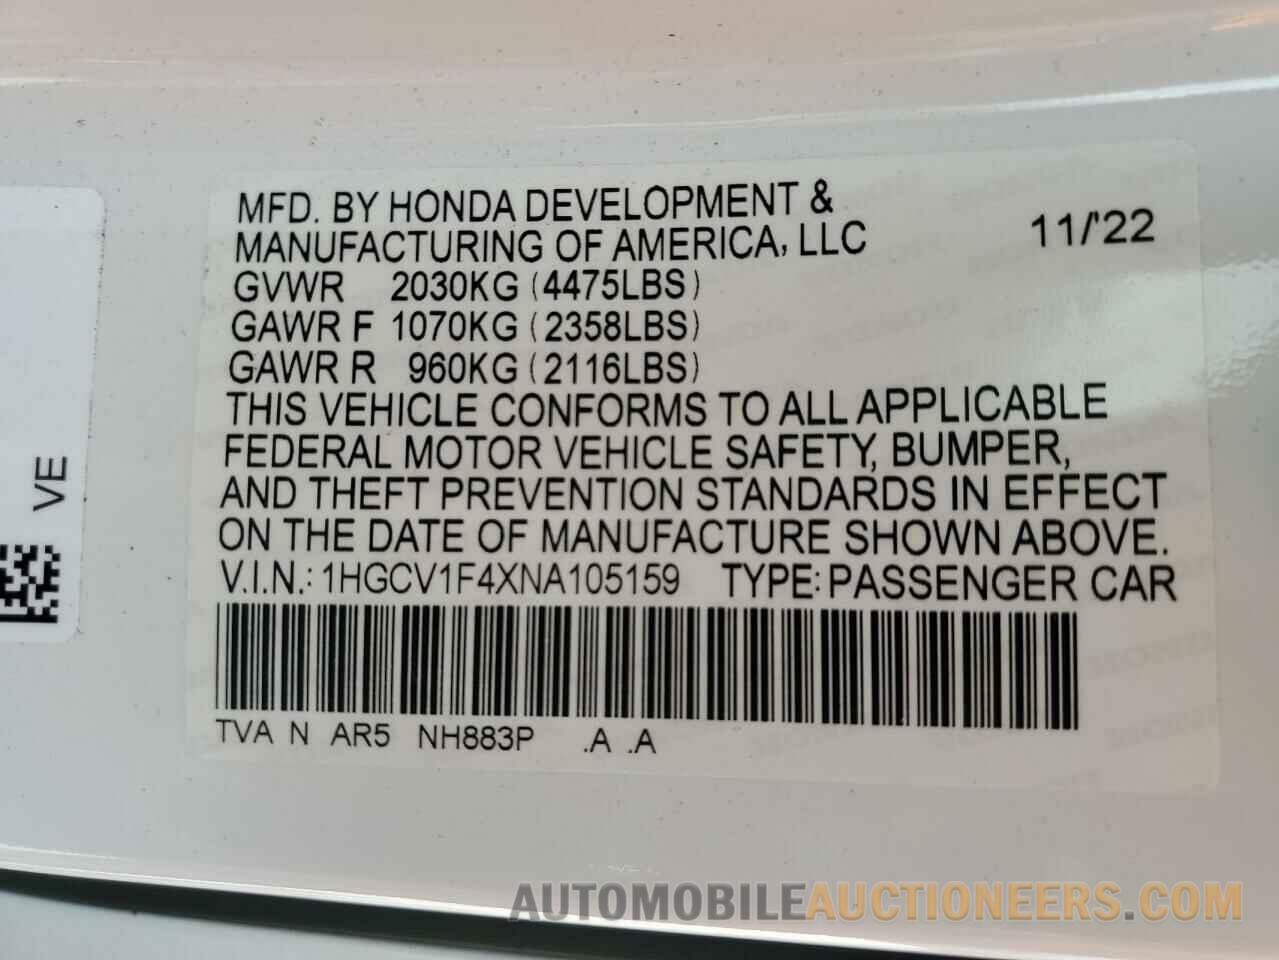 MFD. BY HONDA DEVELOPMENT &
MANUFACTURING OF AMERICA, LLC 11/'22
GVWR 2030KG (4475LBS)
GAWR F 1070KG (2358LBS)
GAWR R 960KG (2116LBS)
THIS VEHICLE CONFORMS TO ALL APPLICABLE
FEDERAL MOTOR VEHICLE SAFETY, BUMPER,
AND THEFT PREVENTION STANDARDS IN EFFECT
ON THE DATE OF MANUFACTURE SHOWN ABOVE.
V.I.N.: 1HGCV1F4XNA105159 TYPE: PASSENGER CAR
TVA N AR5 NH883P .A .A
VE
AUTOMOBILEAUCTIONEERS.COM